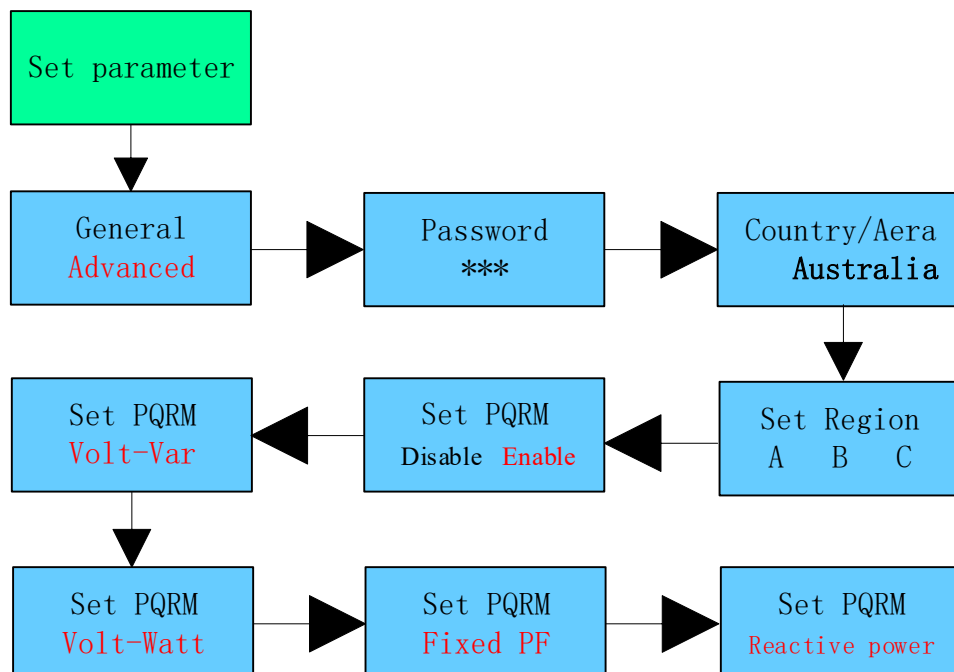 Set parameter
General
Advanced
Password
***
Country/Aera
Australia
Set Region
A B C
Set PQRM
Disable Enable
Set PQRM
Volt-Var
Set PQRM
Volt-Watt
Set PQRM
Fixed PF
Set PQRM
Reactive power